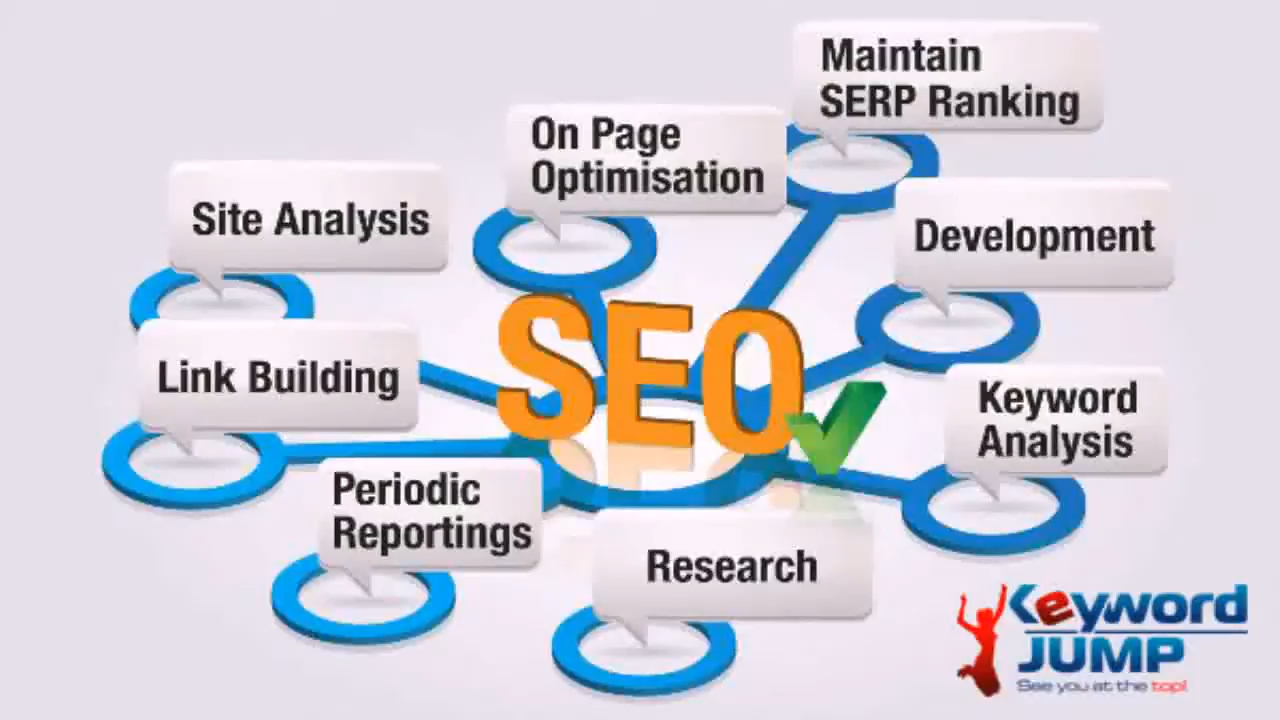 Maintain
SERP Ranking
On Page
Optimisation
Site Analysis
Development
Link Building
SEO
Keyword
Analysis
Periodic
Reportings
Research
Keyword
JUMP
See you at the top!